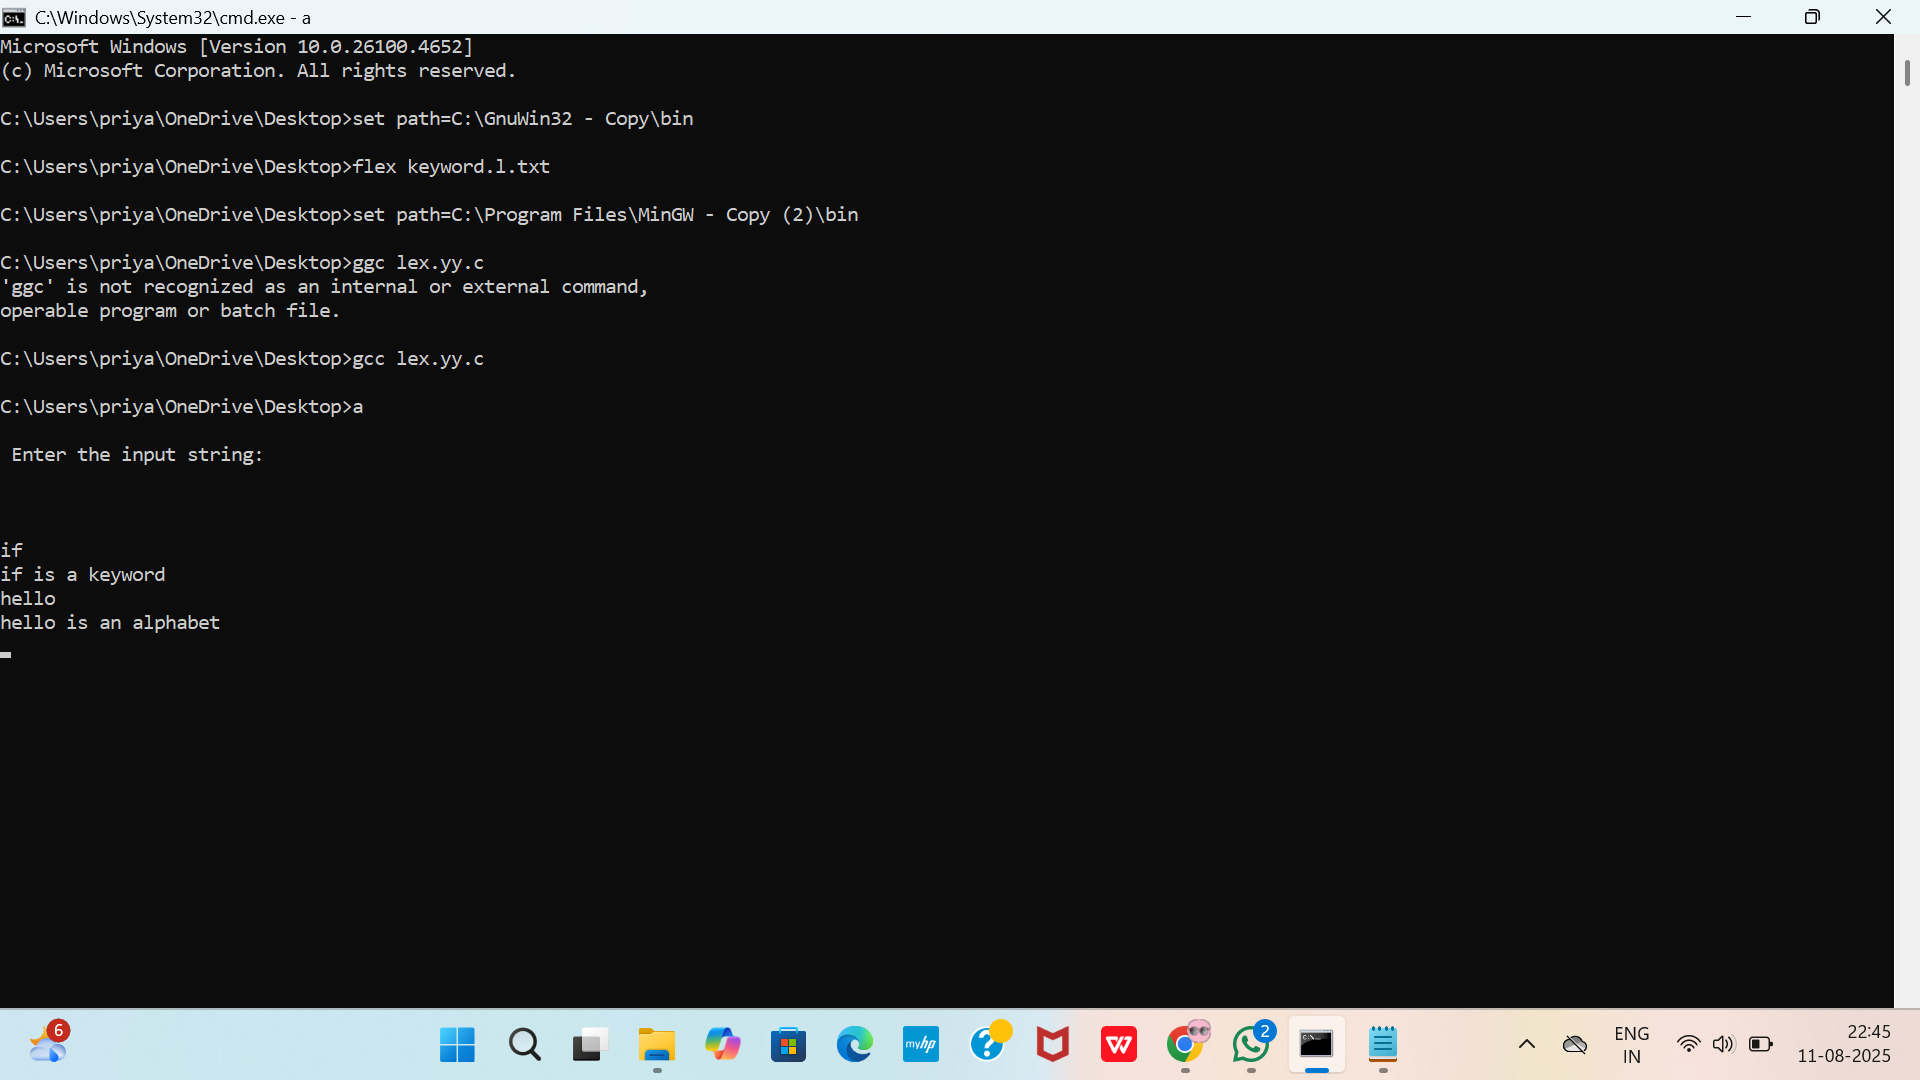 C:\Windows\System32\cmd.exe - a
Microsoft Windows [Version 10.0.26100.4652]
(c) Microsoft Corporation. All rights reserved.
C:\Users\priya\OneDrive\Desktop>set path=C:\GnuWin32 - Copy\bin
C:\Users\priya\OneDrive\Desktop>flex keyword.l.txt
C:\Users\priya\OneDrive\Desktop>set path=C:\Program Files\MinGW - Copy (2)\bin
C:\Users\priya\OneDrive\Desktop>ggc lex.yy.c
'ggc' is not recognized as an internal or external command,
operable program or batch file.
C:\Users\priya\OneDrive\Desktop>gcc lex.yy.c
C:\Users\priya\OneDrive\Desktop>a
Enter the input string:
if
if is a keyword
hello
hello is an alphabet
6
myhp
2
ENG
IN
22:45
11-08-2025